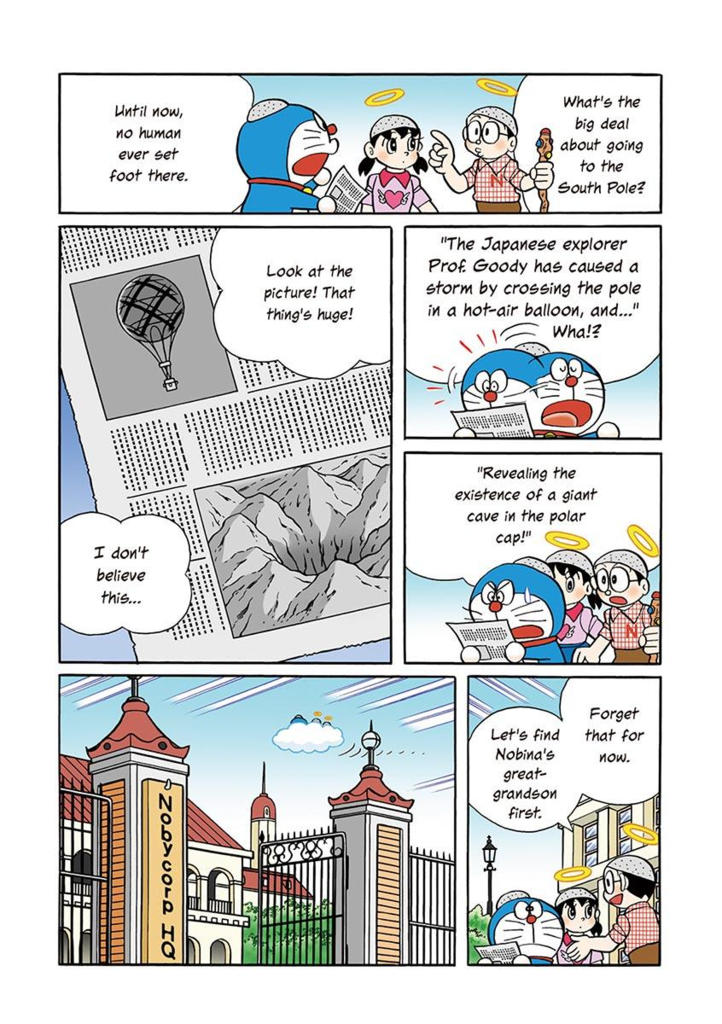 Until now,
no human
ever set
foot there.
What's the
big deal
about going
to the
South Pole?
N
Look at the
picture! That
thing's huge!
I don't
believe
this...
"The Japanese explorer
Prof. Goody has caused a
storm by crossing the pole
in a hot-air balloon, and..."
Wha!?
"Revealing the
existence of a giant
cave in the polar
cap!"
N
Nobycorp HQ
Let's find
Nobina's
great-
grandson
first.
Forget
that for
now.